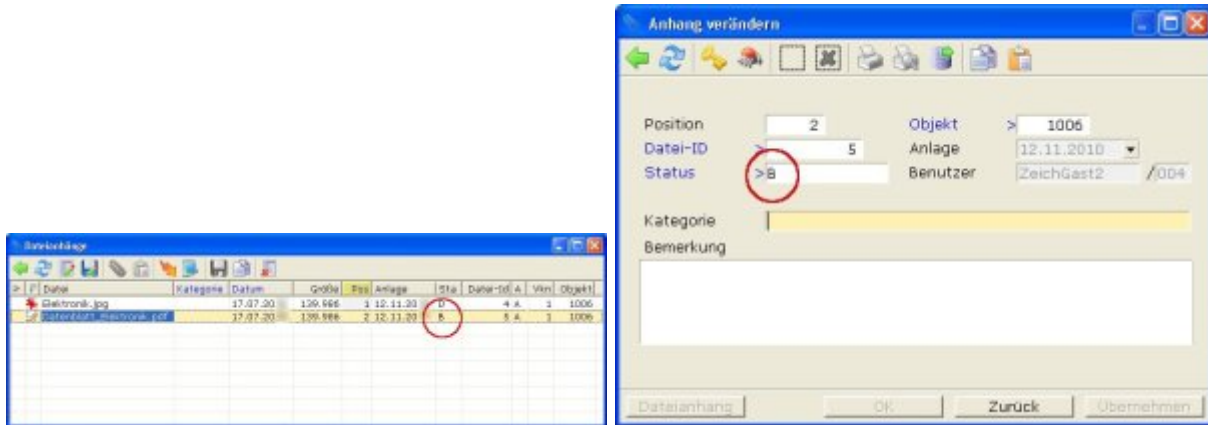 Dateianhänge
Datei Kategorie Datum Größe Pos Anlage Sta Datei-Id A Vkn Objekt
Elektronik.jpg 17.07.20 139.986 1 12.11.20 D 4 A 1 1006
Datenblatt_Elektronik.pdf 17.07.20 139.986 2 12.11.20 B 5 A 1 1006
Anhang verändern
Position 2 Objekt > 1006
Datei-ID > 5 Anlage 12.11.2010
Status >B Benutzer ZeichGast2 /004
Kategorie
Bemerkung
Dateianhang OK Zurück Übernehmen